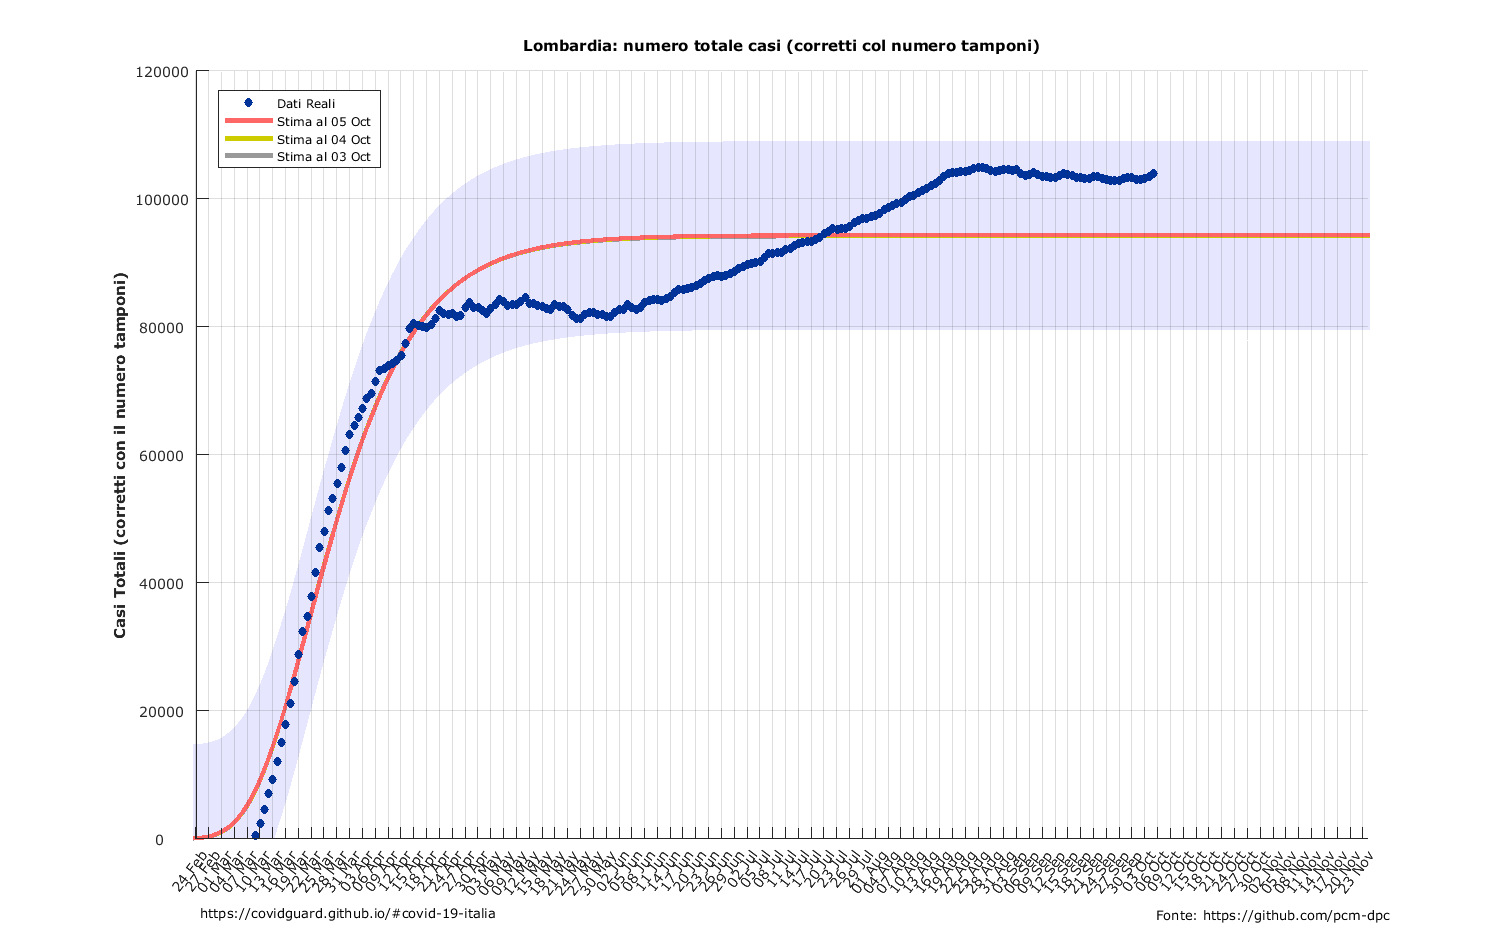 Lombardia: numero totale casi (corretti col numero tamponi)
120000
100000
80000
60000
40000
20000
0
Casi Totali (corretti con il numero tamponi)
Dati Reali
Stima al 05 Oct
Stima al 04 Oct
Stima al 03 Oct
24 Feb
27 Feb
01 Mar
04 Mar
07 Mar
10 Mar
13 Mar
16 Mar
19 Mar
22 Mar
25 Mar
28 Mar
31 Mar
03 Apr
06 Apr
09 Apr
12 Apr
15 Apr
18 Apr
21 Apr
24 Apr
27 Apr
30 Apr
03 May
06 May
09 May
12 May
15 May
18 May
21 May
24 May
27 May
30 May
02 Jun
05 Jun
08 Jun
11 Jun
14 Jun
17 Jun
20 Jun
23 Jun
26 Jun
29 Jun
02 Jul
05 Jul
08 Jul
11 Jul
14 Jul
17 Jul
20 Jul
23 Jul
26 Jul
29 Jul
01 Aug
04 Aug
07 Aug
10 Aug
13 Aug
16 Aug
19 Aug
22 Aug
25 Aug
28 Aug
31 Aug
03 Sep
06 Sep
09 Sep
12 Sep
15 Sep
18 Sep
21 Sep
24 Sep
27 Sep
30 Sep
03 Oct
06 Oct
09 Oct
12 Oct
15 Oct
18 Oct
21 Oct
24 Oct
27 Oct
30 Oct
02 Nov
05 Nov
08 Nov
11 Nov
14 Nov
17 Nov
20 Nov
23 Nov
https://covidguard.github.io/#covid-19-italia
Fonte: https://github.com/pcm-dpc